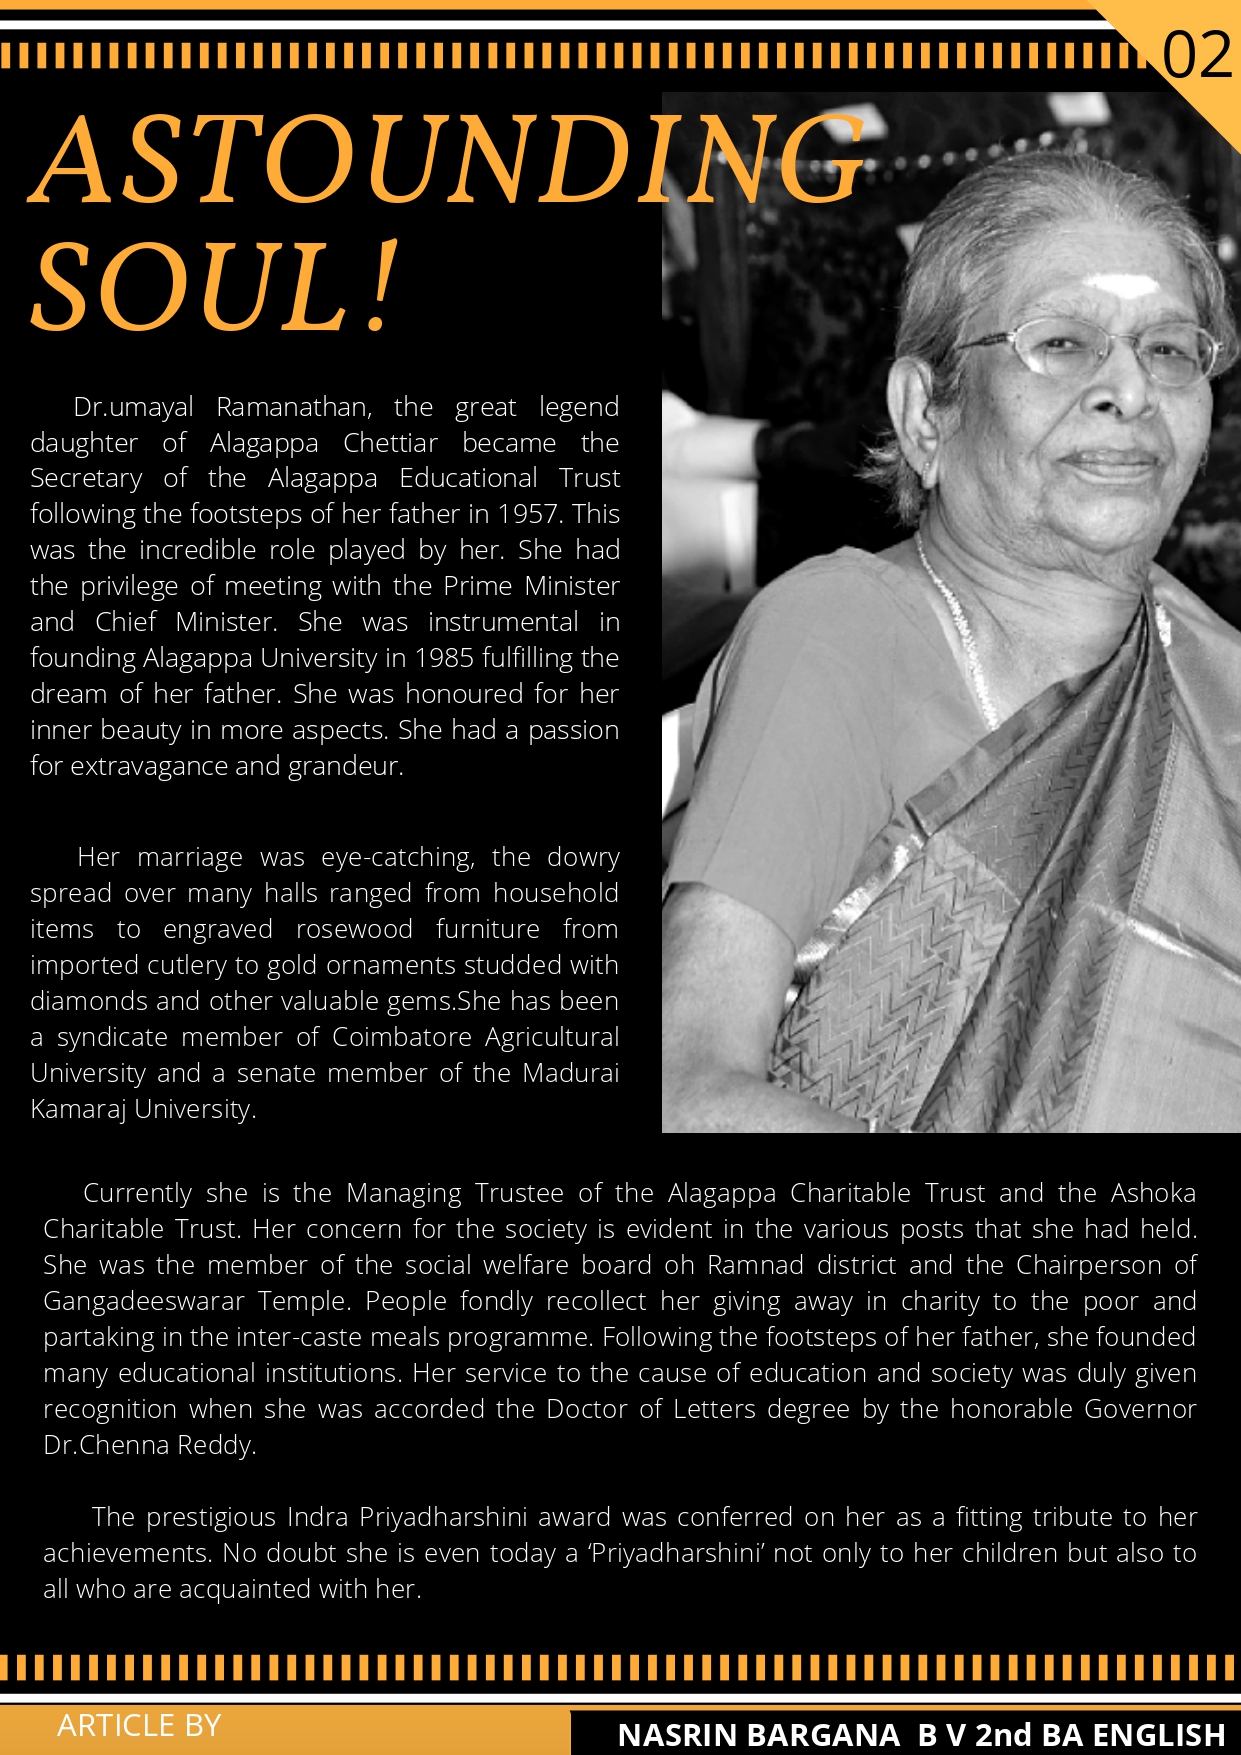 02
ASTOUNDING
SOUL!
Dr.umayal Ramanathan, the great legend
daughter of Alagappa Chettiar became the
Secretary of the Alagappa Educational Trust
following the footsteps of her father in 1957. This
was the incredible role played by her. She had
the privilege of meeting with the Prime Minister
and Chief Minister. She was instrumental in
founding Alagappa University in 1985 fulfilling the
dream of her father. She was honoured for her
inner beauty in more aspects. She had a passion
for extravagance and grandeur.
Her marriage was eye-catching, the dowry
spread over many halls ranged from household
items to engraved rosewood furniture from
imported cutlery to gold ornaments studded with
diamonds and other valuable gems.She has been
a syndicate member of Coimbatore Agricultural
University and a senate member of the Madurai
Kamaraj University.
Currently she is the Managing Trustee of the Alagappa Charitable Trust and the Ashoka
Charitable Trust. Her concern for the society is evident in the various posts that she had held.
She was the member of the social welfare board oh Ramnad district and the Chairperson of
Gangadeeswarar Temple. People fondly recollect her giving away in charity to the poor and
partaking in the inter-caste meals programme. Following the footsteps of her father, she founded
many educational institutions. Her service to the cause of education and society was duly given
recognition when she was accorded the Doctor of Letters degree by the honorable Governor
Dr.Chenna Reddy.
The prestigious Indra Priyadharshini award was conferred on her as a fitting tribute to her
achievements. No doubt she is even today a ‘Priyadharshini’ not only to her children but also to
all who are acquainted with her.
ARTICLE BY
NASRIN BARGANA B V 2nd BA ENGLISH